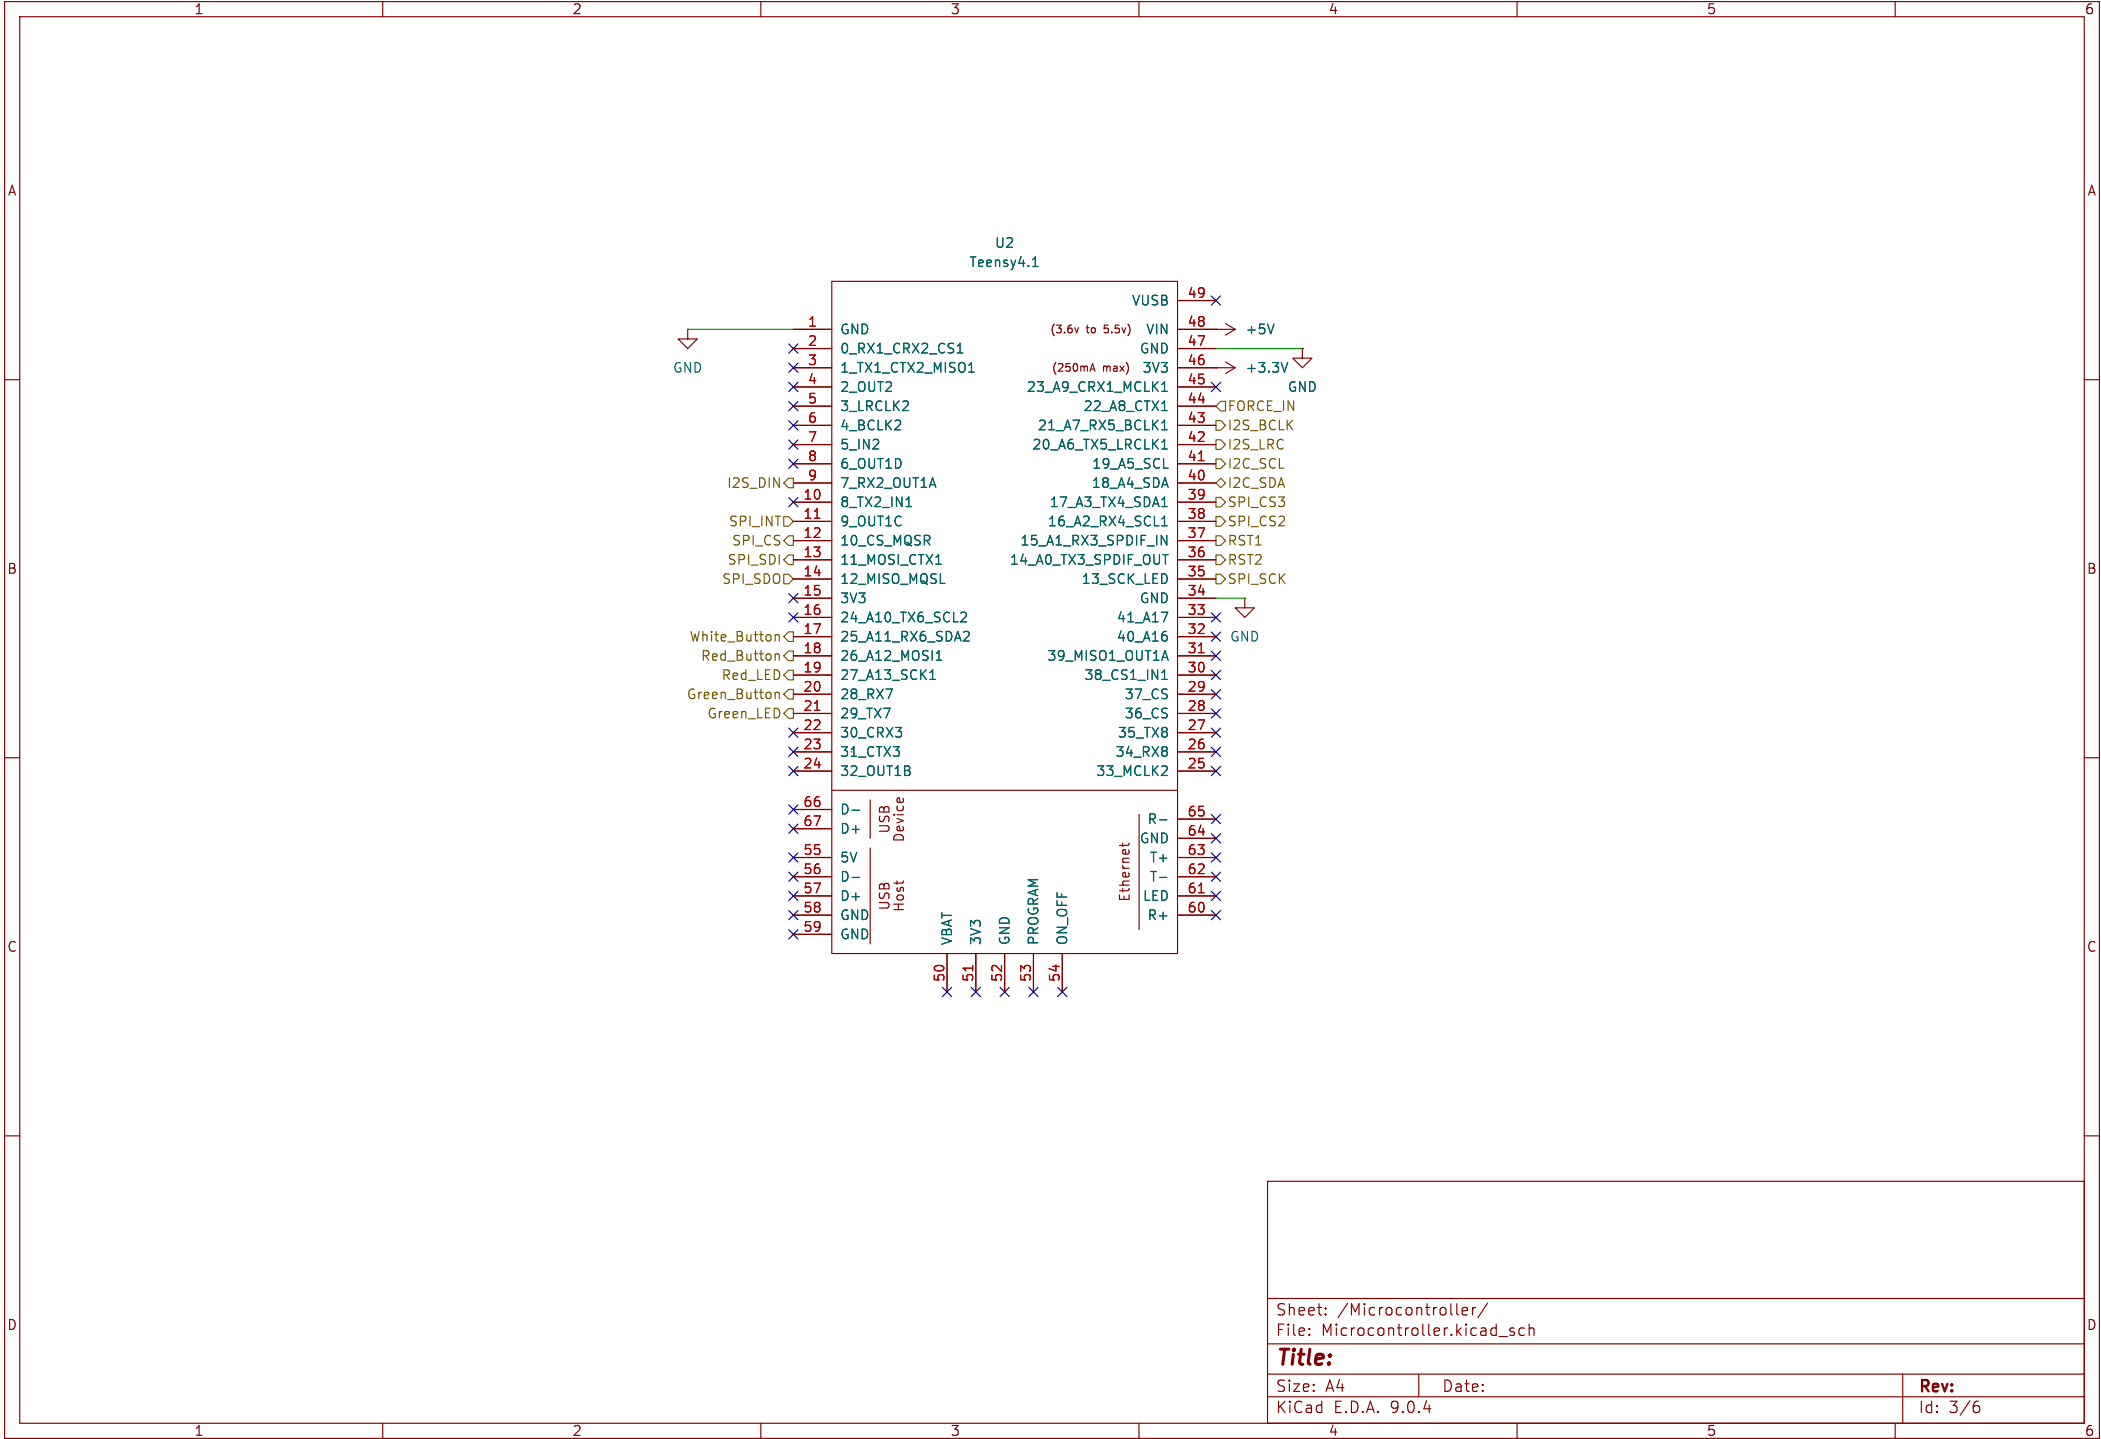 1 2 3 4 5 6
A A
U2
Teensy4.1
VUSB 49
1 GND (3.6v to 5.5v) VIN 48 +5V
2 0_RX1_CRX2_CS1 GND 47
GND 3 1_TX1_CTX2_MISO1 (250mA max) 3V3 46 +3.3V
4 2_OUT2 23_A9_CRX1_MCLK1 45 GND
5 3_LRCLK2 22_A8_CTX1 44 FORCE_IN
6 4_BCLK2 21_A7_RX5_BCLK1 43 I2S_BCLK
7 5_IN2 20_A6_TX5_LRCLK1 42 I2S_LRC
8 6_OUT1D 19_A5_SCL 41 I2C_SCL
I2S_DIN 9 7_RX2_OUT1A 18_A4_SDA 40 I2C_SDA
10 8_TX2_IN1 17_A3_TX4_SDA1 39 SPI_CS3
SPI_INT 11 9_OUT1C 16_A2_RX4_SCL1 38 SPI_CS2
SPI_CS 12 10_CS_MQSR 15_A1_RX3_SPDIF_IN 37 RST1
SPI_SDI 13 11_MOSI_CTX1 14_A0_TX3_SPDIF_OUT 36 RST2
B B
SPI_SDO 14 12_MISO_MQSL 13_SCK_LED 35 SPI_SCK
15 3V3 GND 34
16 24_A10_TX6_SCL2 41_A17 33
White_Button 17 25_A11_RX6_SDA2 40_A16 32 GND
Red_Button 18 26_A12_MOSI1 39_MISO1_OUT1A 31
Red_LED 19 27_A13_SCK1 38_CS1_IN1 30
Green_Button 20 28_RX7 37_CS 29
Green_LED 21 29_TX7 36_CS 28
22 30_CRX3 35_TX8 27
23 31_CTX3 34_RX8 26
24 32_OUT1B 33_MCLK2 25
66 D-
67 D+
USB
Device
55 5V
56 D-
57 D+
58 GND
59 GND
USB
Host
R- 65
GND 64
T+ 63
T- 62
LED 61
R+ 60
Ethernet
VBAT 3V3 GND PROGRAM ON_OFF
50 51 52 53 54
C C
D D
Sheet: /Microcontroller/
File: Microcontroller.kicad_sch
Title:
Size: A4 Date: Rev:
KiCad E.D.A. 9.0.4 Id: 3/6
1 2 3 4 5 6